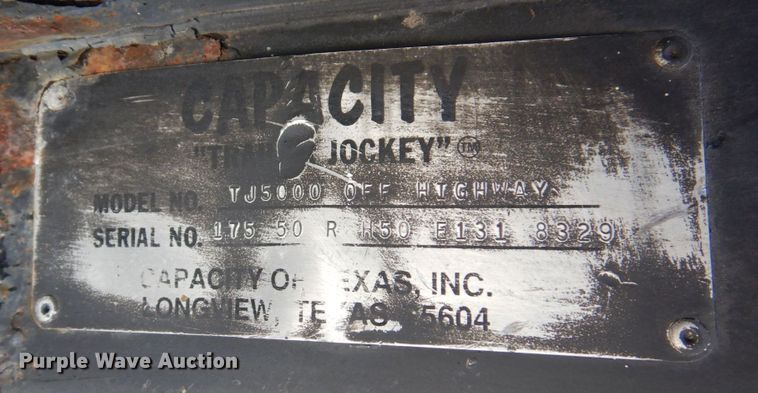 CAPACITY
JOCKEY" TM
MODEL NO. TJ5000 OFF HIGHWAY
SERIAL NO. 175 50 R H50 E131 8329
CAPACITY OF TEXAS, INC.
LONGVIEW, TEXAS 75604
Purple Wave Auction